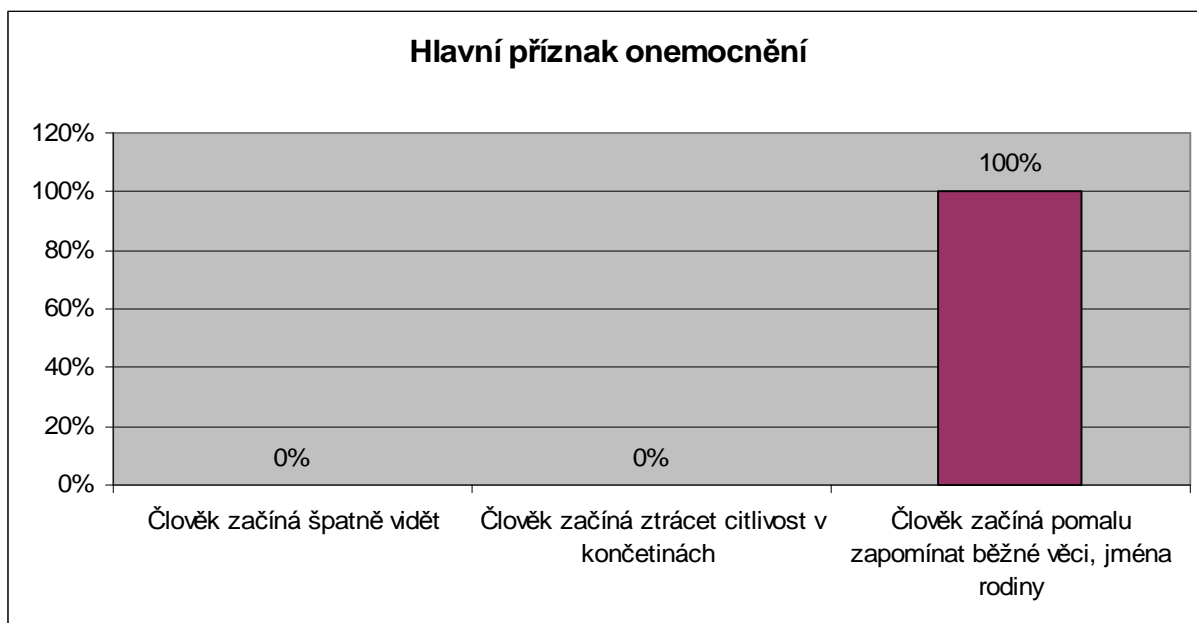 Hlavní příznak onemocnění
120%
100%
80%
60%
40%
20%
0%
0%
0%
100%
Člověk začíná špatně vidět
Člověk začíná ztrácet citlivost v
končetinách
Člověk začíná pomalu
zapomínat běžné věci, jména
rodiny